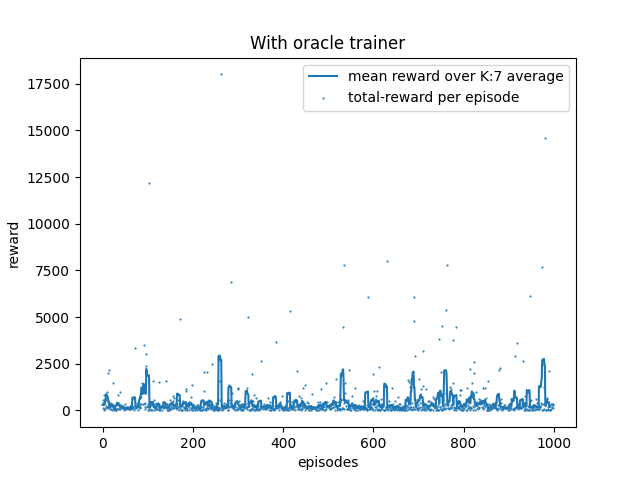 With oracle trainer
mean reward over K:7 average
total-reward per episode
17500
15000
12500
10000
7500
5000
2500
0
reward
0 200 400 600 800 1000
episodes